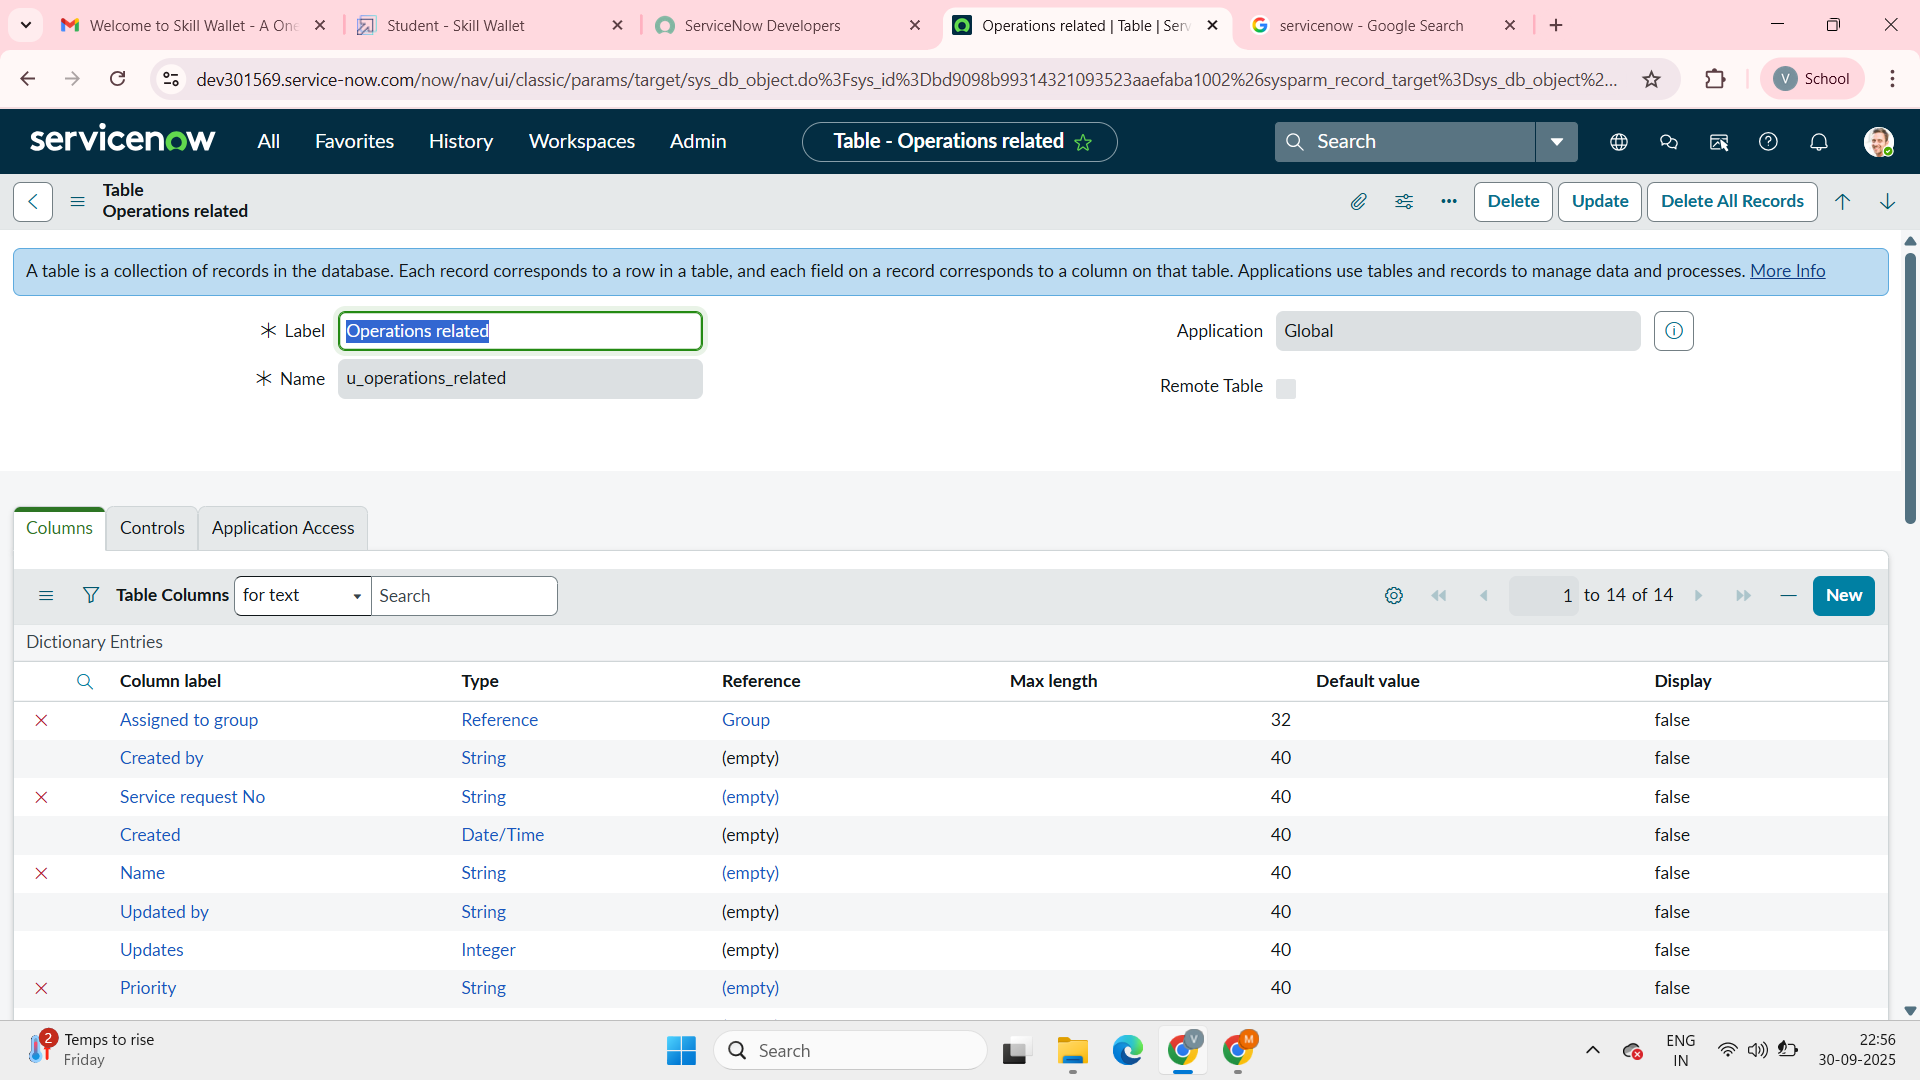 Welcome to Skill Wallet - A One
Student - Skill Wallet
ServiceNow Developers
Operations related | Table | Serv
servicenow - Google Search
dev301569.service-now.com/now/nav/ui/classic/params/target/sys_db_object.do%3Fsys_id%3Dbd9098b99314321093523aaefaba1002%26sysparm_record_target%3Dsys_db_object%2...
V School
servicenow
All Favorites History Workspaces Admin
Table - Operations related
Search
Table
Operations related
Delete Update Delete All Records
A table is a collection of records in the database. Each record corresponds to a row in a table, and each field on a record corresponds to a column on that table. Applications use tables and records to manage data and processes. More Info
Label Operations related
Application Global
Name u_operations_related
Remote Table
Columns Controls Application Access
Table Columns for text Search
1 to 14 of 14 New
Dictionary Entries
Column label Type Reference Max length Default value Display
Assigned to group Reference Group 32 false
Created by String (empty) 40 false
Service request No String (empty) 40 false
Created Date/Time (empty) 40 false
Name String (empty) 40 false
Updated by String (empty) 40 false
Updates Integer (empty) 40 false
Priority String (empty) 40 false
2
Temps to rise
Friday
Search
V
M
ENG
IN
22:56
30-09-2025